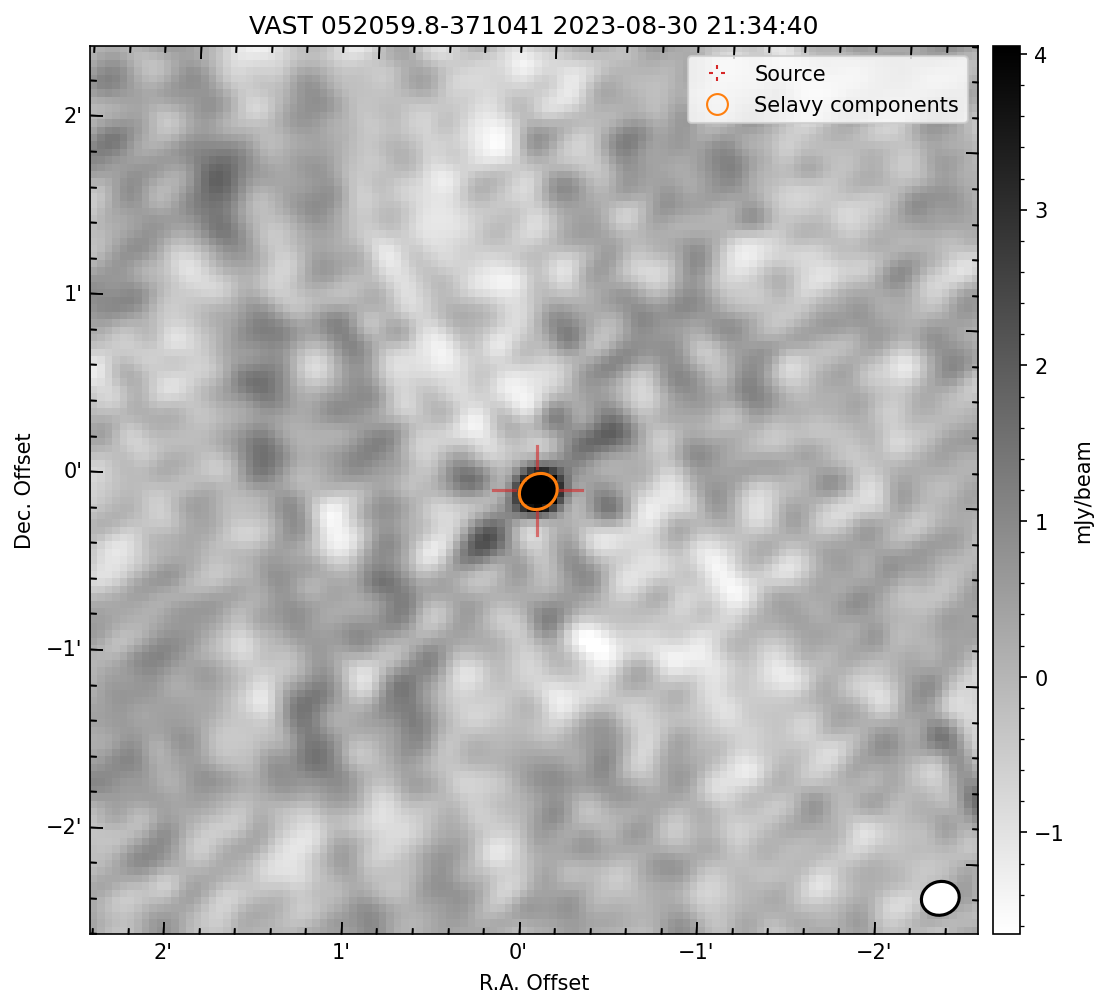 VAST 052059.8-371041 2023-08-30 21:34:40
Source
Selavy components
2'
1'
0'
−1'
−2'
Dec. Offset
2'
1'
0'
−1'
−2'
R.A. Offset
4
3
2
1
0
−1
mJy/beam